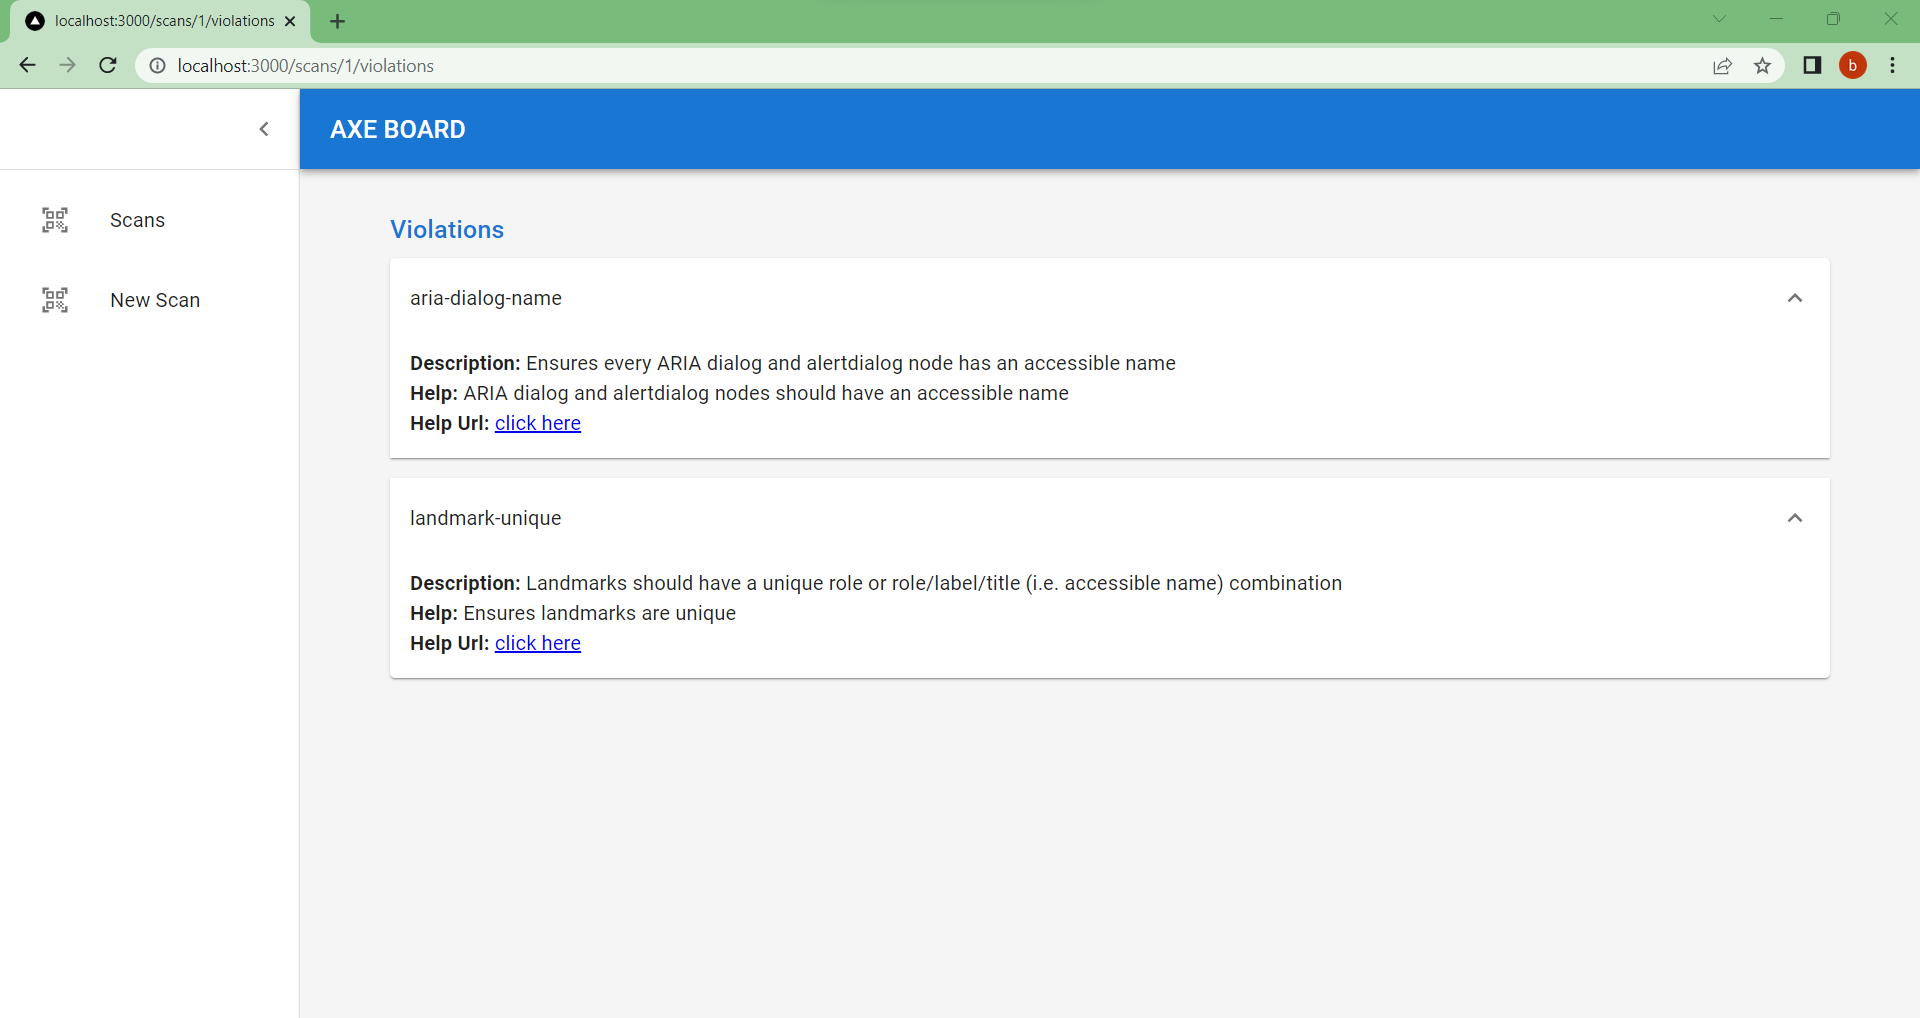 localhost:3000/scans/1/violations
localhost:3000/scans/1/violations
b
AXE BOARD
Scans
New Scan
Violations
aria-dialog-name
Description: Ensures every ARIA dialog and alertdialog node has an accessible name
Help: ARIA dialog and alertdialog nodes should have an accessible name
Help Url: click here
landmark-unique
Description: Landmarks should have a unique role or role/label/title (i.e. accessible name) combination
Help: Ensures landmarks are unique
Help Url: click here